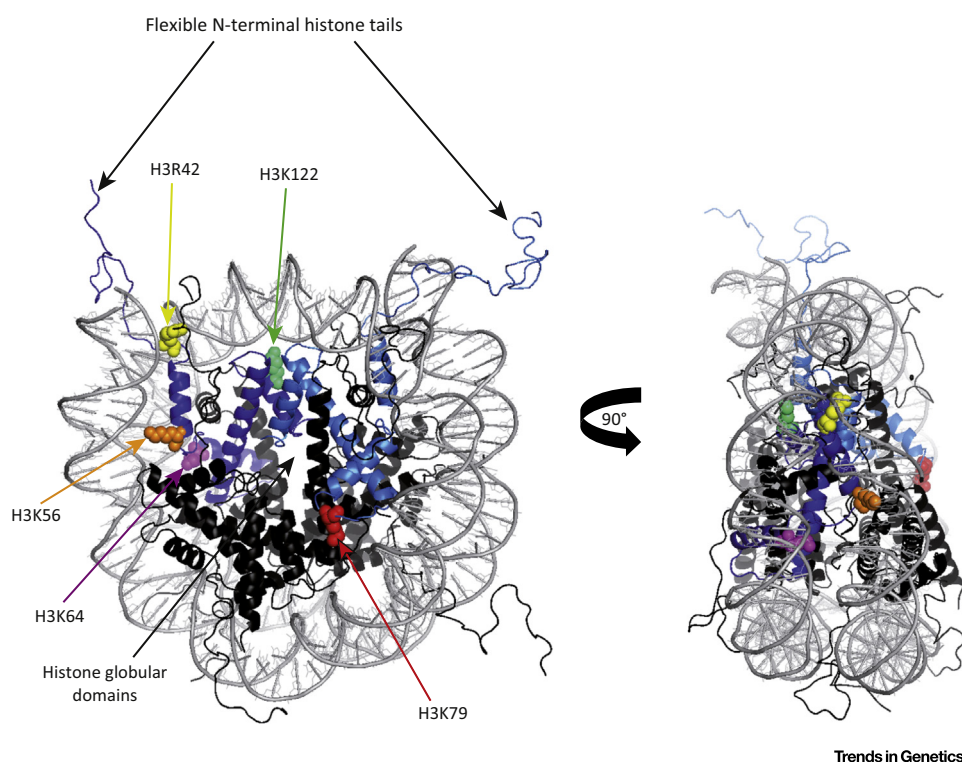 Flexible N-terminal histone tails
H3R42
H3K122
90°
H3K56
H3K64
Histone globular
domains
H3K79
Trends in Genetics